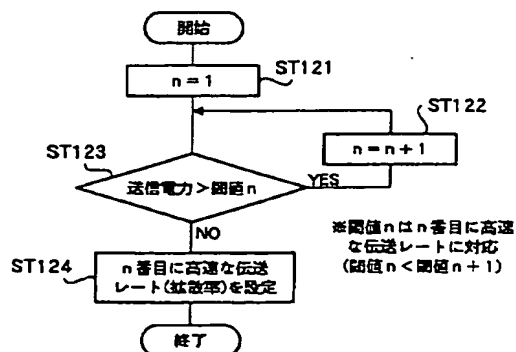 開始
ST121
n=1
ST122
n=n+1
ST123
送信電力>閾値n
YES
NO
※閾値nはn番目に高速
な伝送レートに対応
(閾値n<閾値n+1)
ST124
n番目に高速な伝送
レート(拡散率)を設定
終了